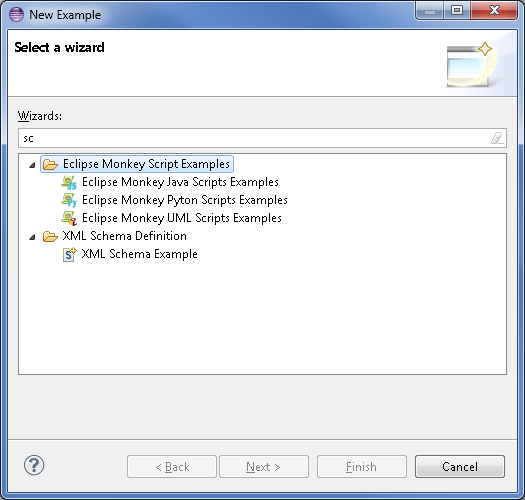 New Example
Select a wizard
Wizards:
sc
Eclipse Monkey Script Examples
Eclipse Monkey Java Scripts Examples
Eclipse Monkey Pyton Scripts Examples
Eclipse Monkey UML Scripts Examples
XML Schema Definition
XML Schema Example
? < Back Next > Finish Cancel